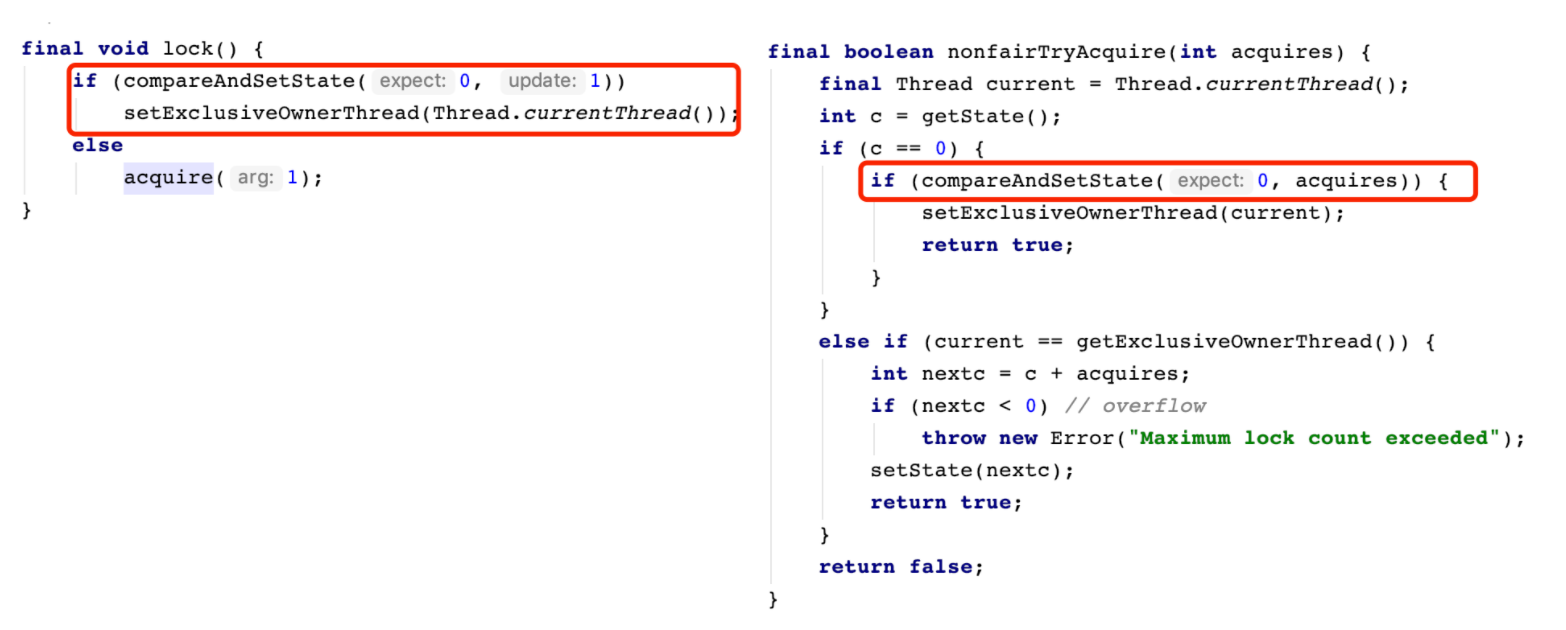 final void lock() {
if (compareAndSetState( expect: 0, update: 1))
setExclusiveOwnerThread(Thread.currentThread());
else
acquire( arg: 1);
}
final boolean nonfairTryAcquire(int acquires) {
final Thread current = Thread.currentThread();
int c = getState();
if (c == 0) {
if (compareAndSetState( expect: 0, acquires)) {
setExclusiveOwnerThread(current);
return true;
}
}
else if (current == getExclusiveOwnerThread()) {
int nextc = c + acquires;
if (nextc < 0) // overflow
throw new Error("Maximum lock count exceeded");
setState(nextc);
return true;
}
return false;
}